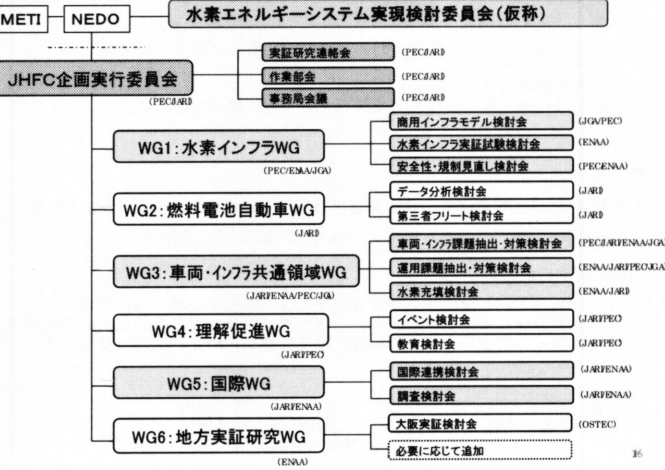 METI NEDO 水素エネルギーシステム実現検討委員会(仮称)
JHFC企画実行委員会
(PEC/JARI)
実証研究連絡会 (PEC/JARI)
作業部会 (PEC/JARI)
事務局会議 (PEC/JARI)
WG1:水素インフラWG
(PEC/ENAA/JGA)
商用インフラモデル検討会 (JGA/PEC)
水素インフラ実証試験検討会 (ENAA)
安全性・規制見直し検討会 (PEC/ENAA)
WG2:燃料電池自動車WG
(JARI)
データ分析検討会 (JARI)
第三者フリート検討会 (JARI)
WG3:車両・インフラ共通領域WG
(JARI/ENAA/PEC/JGA)
車両・インフラ課題抽出・対策検討会 (PEC/JARI/ENAA/JGA)
運用課題抽出・対策検討会 (ENAA/JARI/PEC/JGA)
水素充填検討会 (ENAA/JARI)
WG4:理解促進WG
(JARI/PEC)
イベント検討会 (JARI/PEC)
教育検討会 (JARI/PEC)
WG5:国際WG
(JARI/ENAA)
国際連携検討会 (JARI/ENAA)
調査検討会 (JARI/ENAA)
WG6:地方実証研究WG
(ENAA)
大阪実証検討会 (OSTEC)
必要に応じて追加